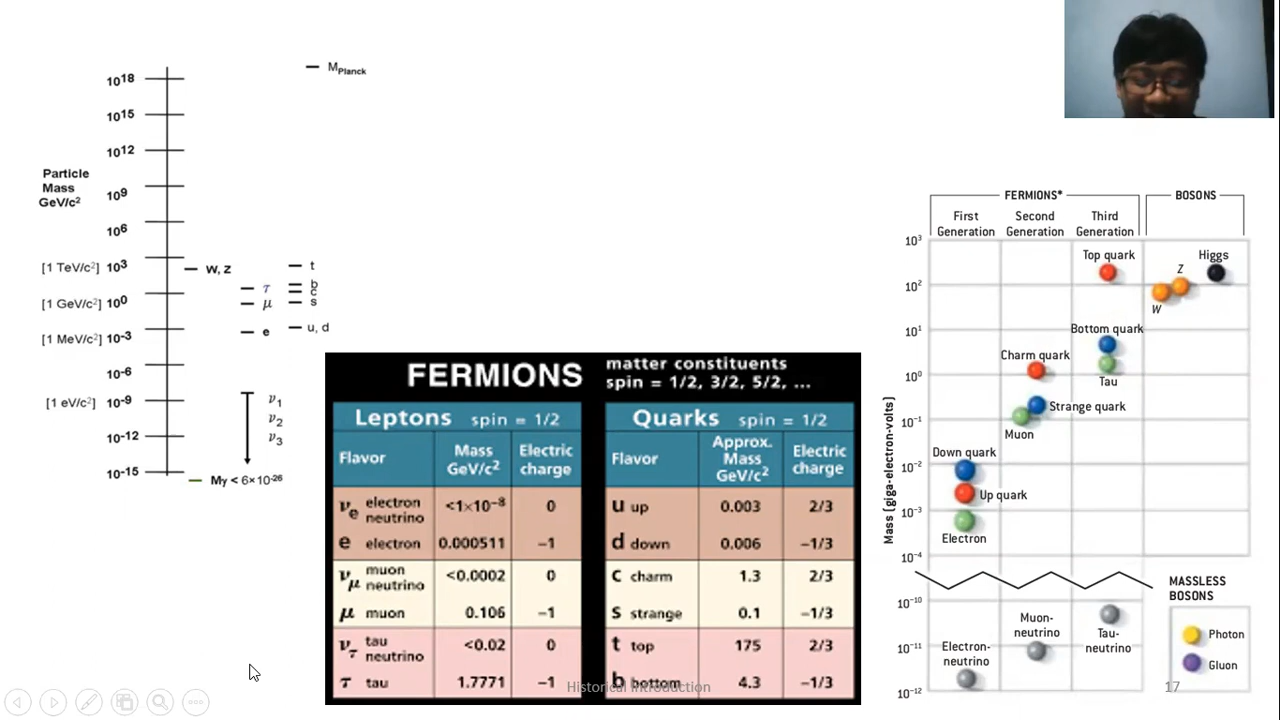 M Planck
10^18
10^15
10^12
Particle
Mass
GeV/c²
10^9
10^6
[1 TeV/c²] 10^3
W, Z
t
τ
b
c
[1 GeV/c²] 10^0
μ
s
[1 MeV/c²] 10^-3
e
u, d
10^-6
[1 eV/c²] 10^-9
ν1
ν2
ν3
10^-12
10^-15
Mγ < 6×10^-26
FERMIONS
matter constituents
spin = 1/2, 3/2, 5/2, ...
Leptons spin = 1/2
Flavor Mass GeV/c² Electric charge
νe electron neutrino <1×10^-8 0
e electron 0.000511 -1
νμ muon neutrino <0.0002 0
μ muon 0.106 -1
ντ tau neutrino <0.02 0
τ tau 1.7771 -1
Quarks spin = 1/2
Flavor Approx. Mass GeV/c² Electric charge
u up 0.003 2/3
d down 0.006 -1/3
c charm 1.3 2/3
s strange 0.1 -1/3
t top 175 2/3
b bottom 4.3 -1/3
Historical Introduction
FERMIONS* BOSONS
First Generation
Second Generation
Third Generation
Mass (giga-electron-volts)
10^3
Top quark
Higgs
Z
10^2
W
10^1
Bottom quark
Charm quark
10^0
Tau
Strange quark
10^-1
Muon
Down quark
10^-2
Up quark
10^-3
Electron
10^-4
MASSLESS
BOSONS
10^-10
Muon-
neutrino
Tau-
neutrino
Photon
10^-11
Electron-
neutrino
Gluon
10^-12
17